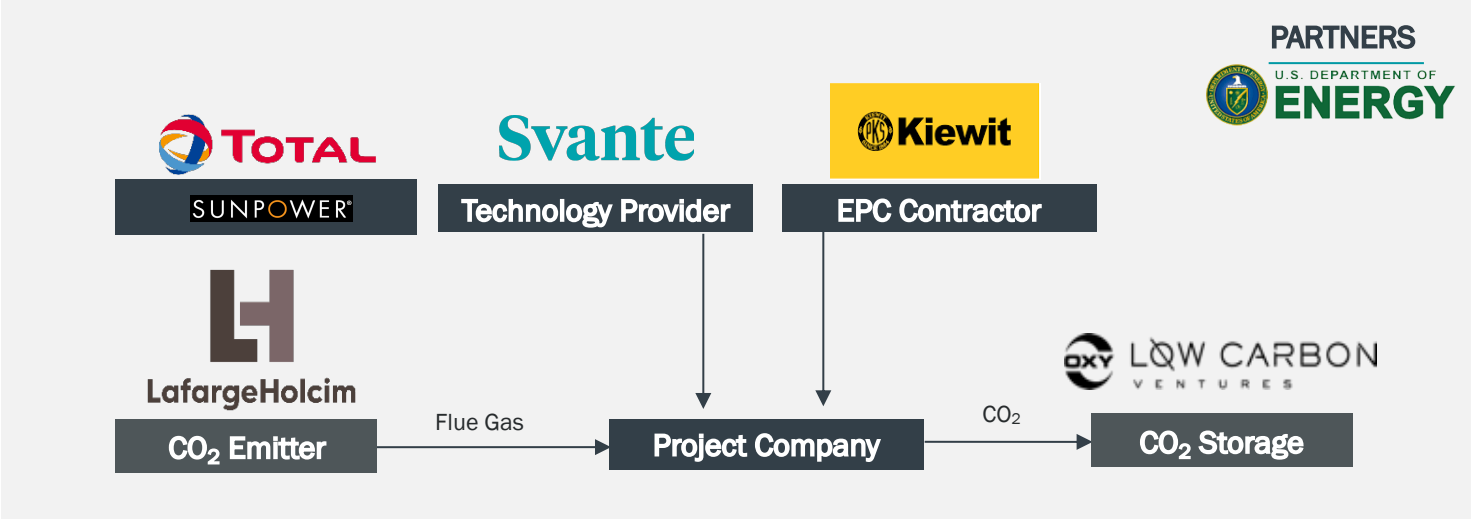 PARTNERS
U.S. DEPARTMENT OF
ENERGY
TOTAL
SUNPOWER®
Svante
Technology Provider
PKS
Kiewit
EPC Contractor
LafargeHolcim
CO₂ Emitter
Flue Gas
Project Company
CO₂
OXY
LOW CARBON
VENTURES
CO₂ Storage